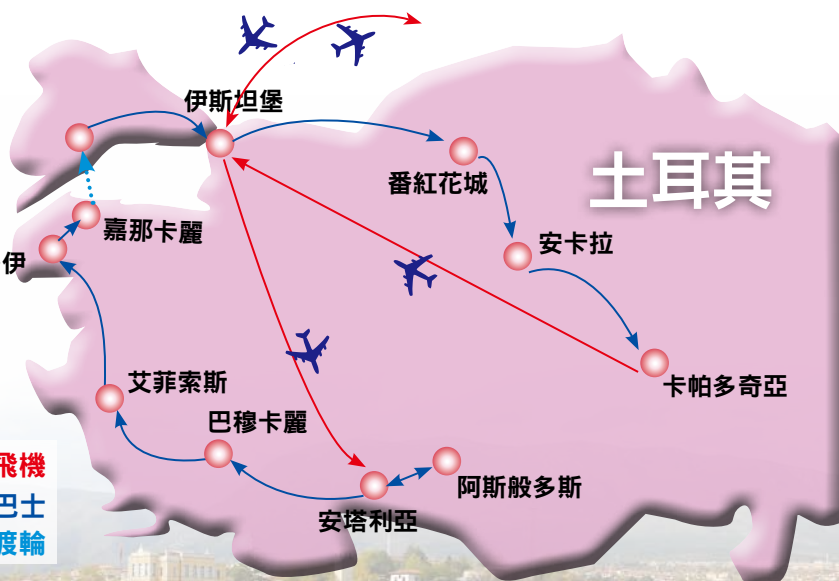 伊斯坦堡
番紅花城
土耳其
嘉那卡麗
安卡拉
伊
卡帕多奇亞
艾菲索斯
巴穆卡麗
阿斯般多斯
安塔利亞
飛機
巴士
渡輪